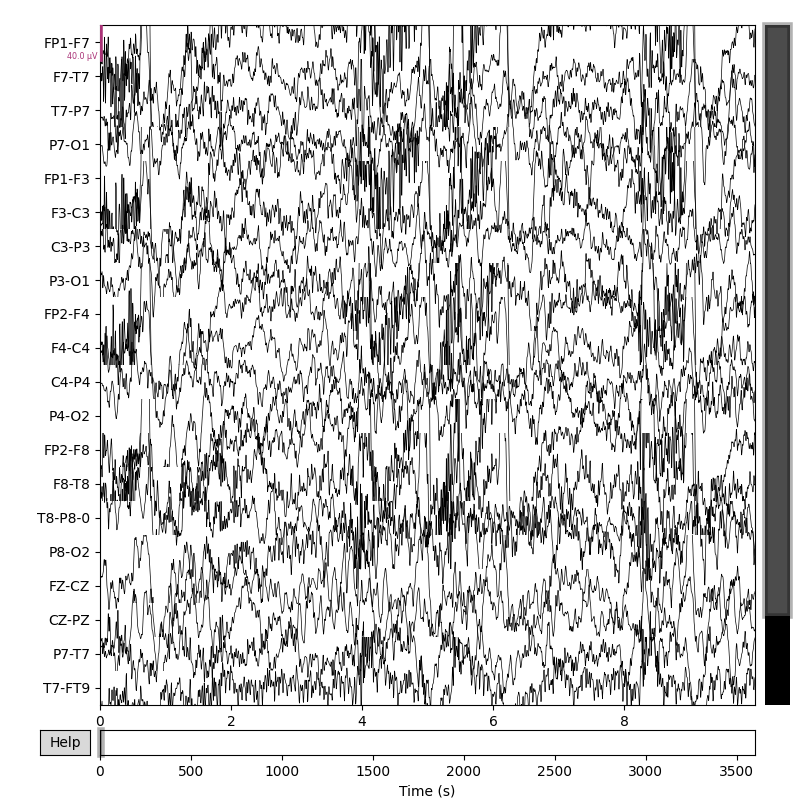 FP1-F7
40.0 µV
F7-T7
T7-P7
P7-O1
FP1-F3
F3-C3
C3-P3
P3-O1
FP2-F4
F4-C4
C4-P4
P4-O2
FP2-F8
F8-T8
T8-P8-0
P8-O2
FZ-CZ
CZ-PZ
P7-T7
T7-FT9
0 2 4 6 8
Help
0 500 1000 1500 2000 2500 3000 3500
Time (s)